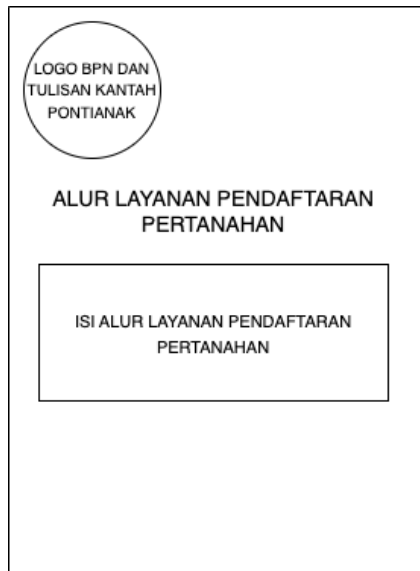 LOGO BPN DAN
TULISAN KANTAH
PONTIANAK
ALUR LAYANAN PENDAFTARAN
PERTANAHAN
ISI ALUR LAYANAN PENDAFTARAN
PERTANAHAN